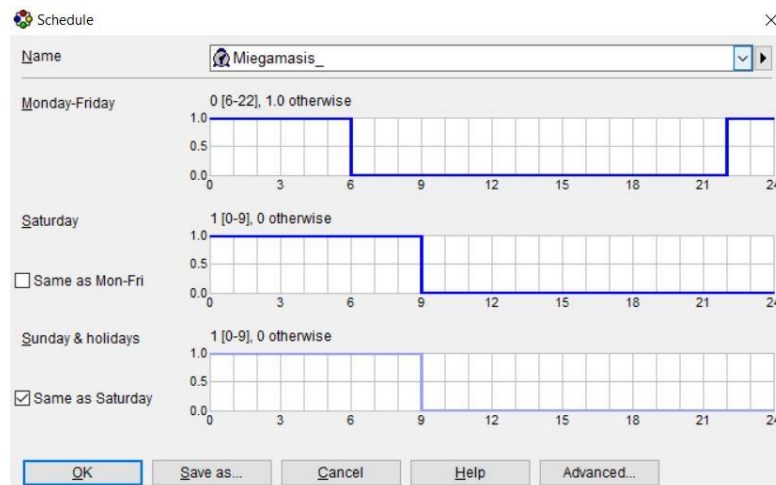 Schedule
Name
Miegamasis_
Monday-Friday
0 [6-22], 1.0 otherwise
1.0
0.5
0.0
0 3 6 9 12 15 18 21 24
Saturday
1 [0-9], 0 otherwise
1.0
0.5
Same as Mon-Fri
0.0
0 3 6 9 12 15 18 21 24
Sunday & holidays
1 [0-9], 0 otherwise
1.0
0.5
Same as Saturday
0.0
0 3 6 9 12 15 18 21 24
OK Save as... Cancel Help Advanced...